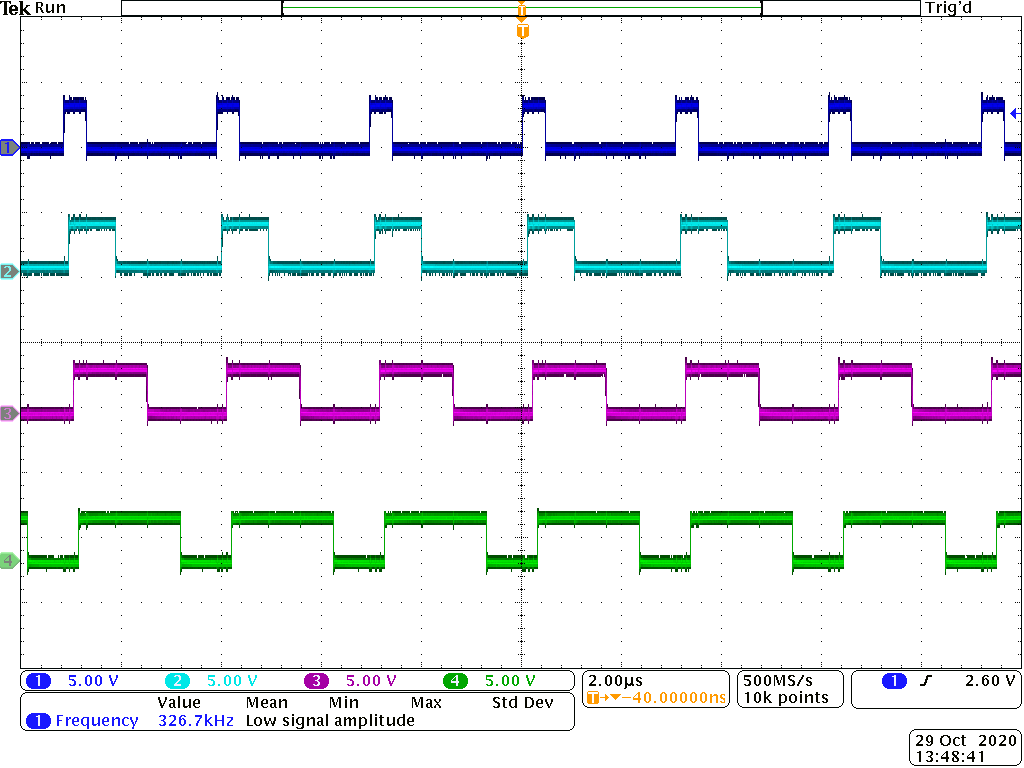 Tek Run Trig'd
T
T
1
2
3
4
1 5.00 V 2 5.00 V 3 5.00 V 4 5.00 V
2.00µs
T→▼−40.00000ns
500MS/s
10k points
1 2.60 V
Value Mean Min Max Std Dev
1 Frequency 326.7kHz Low signal amplitude
29 Oct 2020
13:48:41